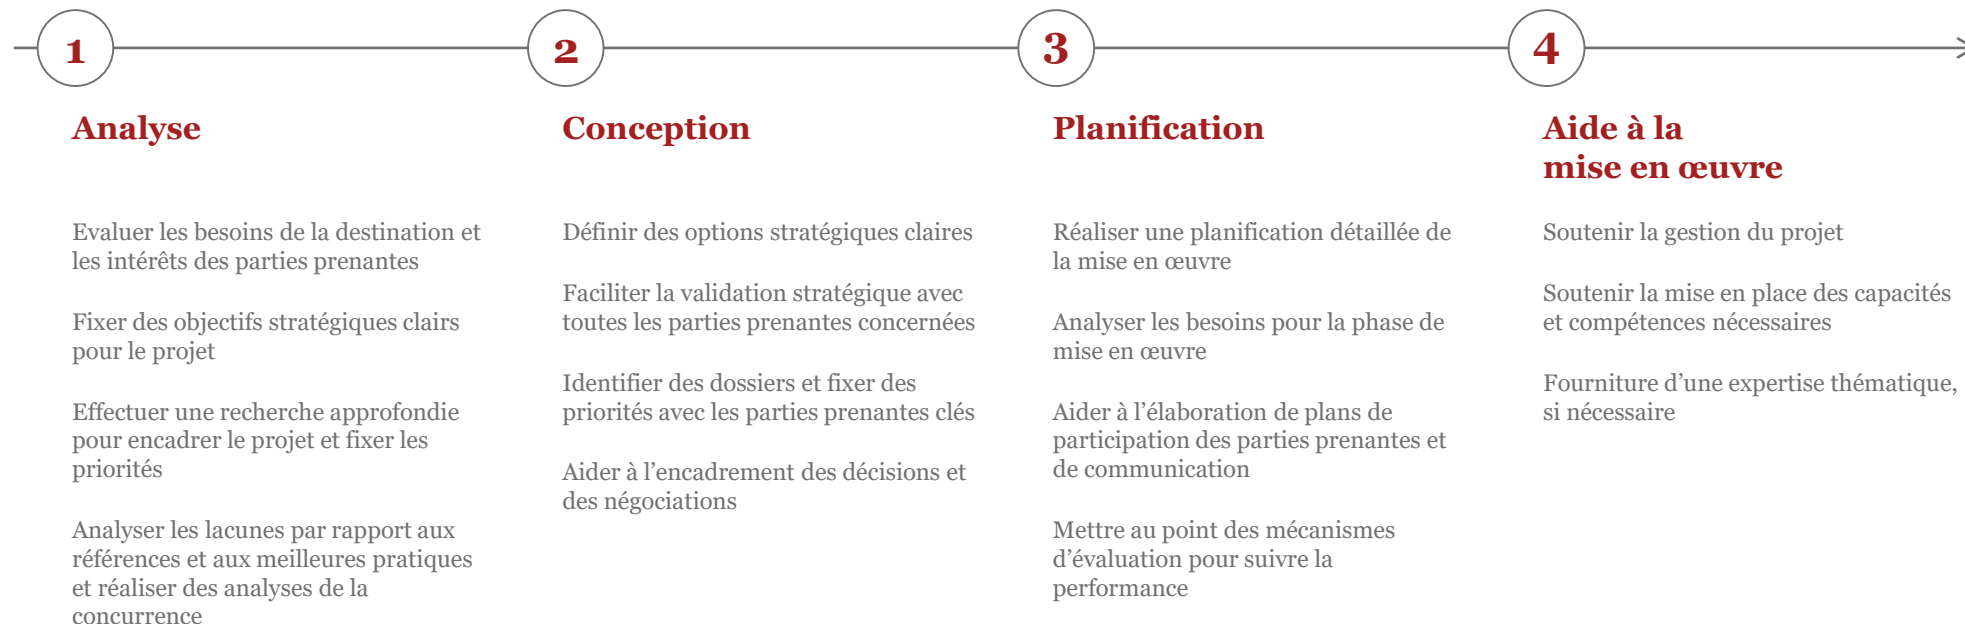 1
Analyse
Evaluer les besoins de la destination et
les intérêts des parties prenantes
Fixer des objectifs stratégiques clairs
pour le projet
Effectuer une recherche approfondie
pour encadrer le projet et fixer les
priorités
Analyser les lacunes par rapport aux
références et aux meilleures pratiques
et réaliser des analyses de la
concurrence
2
Conception
Définir des options stratégiques claires
Faciliter la validation stratégique avec
toutes les parties prenantes concernées
Identifier des dossiers et fixer des
priorités avec les parties prenantes clés
Aider à l’encadrement des décisions et
des négociations
3
Planification
Réaliser une planification détaillée de
la mise en œuvre
Analyser les besoins pour la phase de
mise en œuvre
Aider à l’élaboration de plans de
participation des parties prenantes et
de communication
Mettre au point des mécanismes
d’évaluation pour suivre la
performance
4
Aide à la
mise en œuvre
Soutenir la gestion du projet
Soutenir la mise en place des capacités
et compétences nécessaires
Fourniture d’une expertise thématique,
si nécessaire